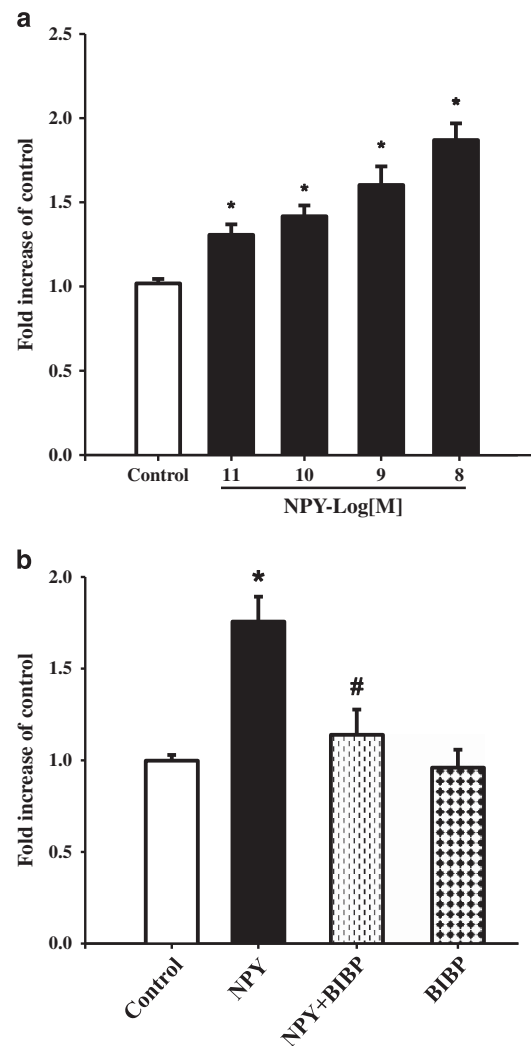 a
2.5
2.0
1.5
1.0
0.5
0.0
Fold increase of control
*
*
*
*
Control 11 10 9 8
NPY-Log[M]
b
2.0
1.5
1.0
0.5
0.0
Fold increase of control
*
#
Control NPY NPY+BIBP BIBP